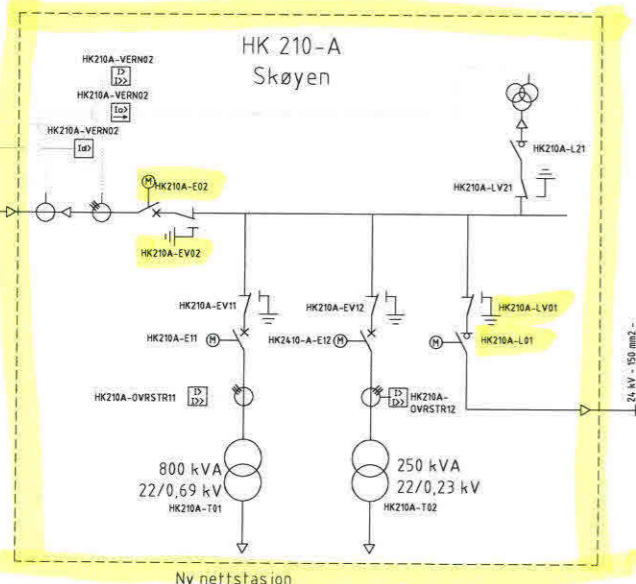 HK 210-A
Skøyen
HK210A-VERN02
I>
I>>
HK210A-VERN02
Io>
HK210A-VERN02
Id>
M
HK210A-E02
HK210A-EV02
HK210A-L21
HK210A-LV21
HK210A-EV11
HK210A-EV12
HK210A-LV01
HK210A-E11
M
HK2410-A-E12
M
M
HK210A-L01
HK210A-OVRSTR11
I>
I>>
I>
I>>
HK210A-
OVRSTR12
24 kV - 150 mm2 -
800 kVA
22/0,69 kV
HK210A-T01
250 kVA
22/0,23 kV
HK210A-T02
Ny nettstasjon